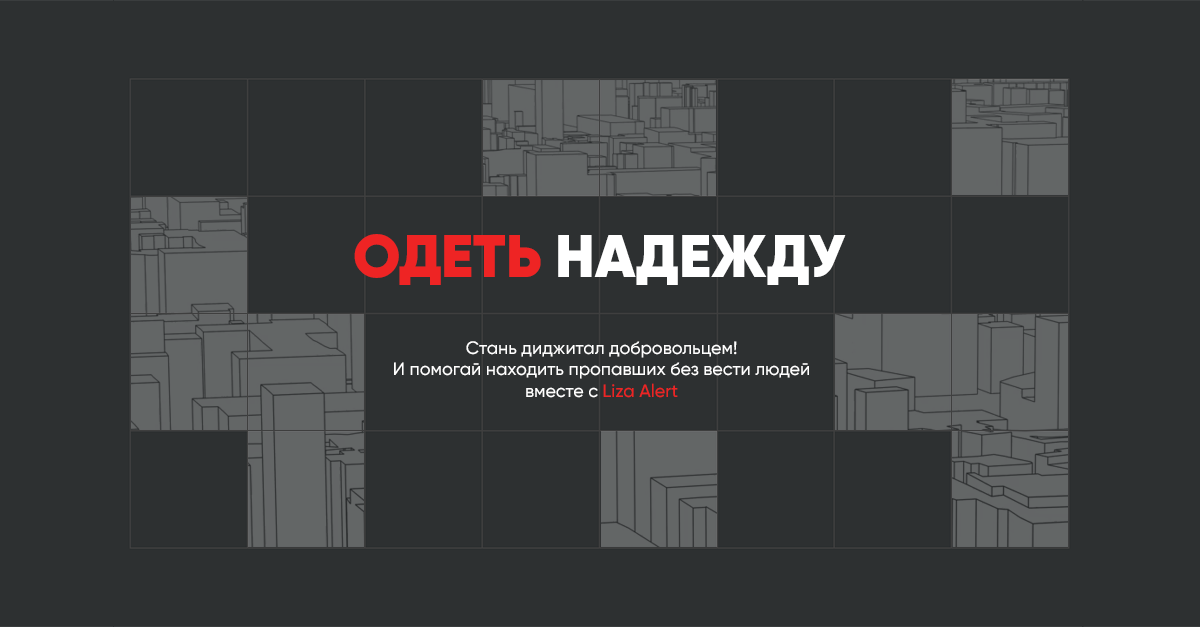 ОДЕТЬ НАДЕЖДУ
Стань диджитал добровольцем!
И помогай находить пропавших без вести людей
вместе с Liza Alert